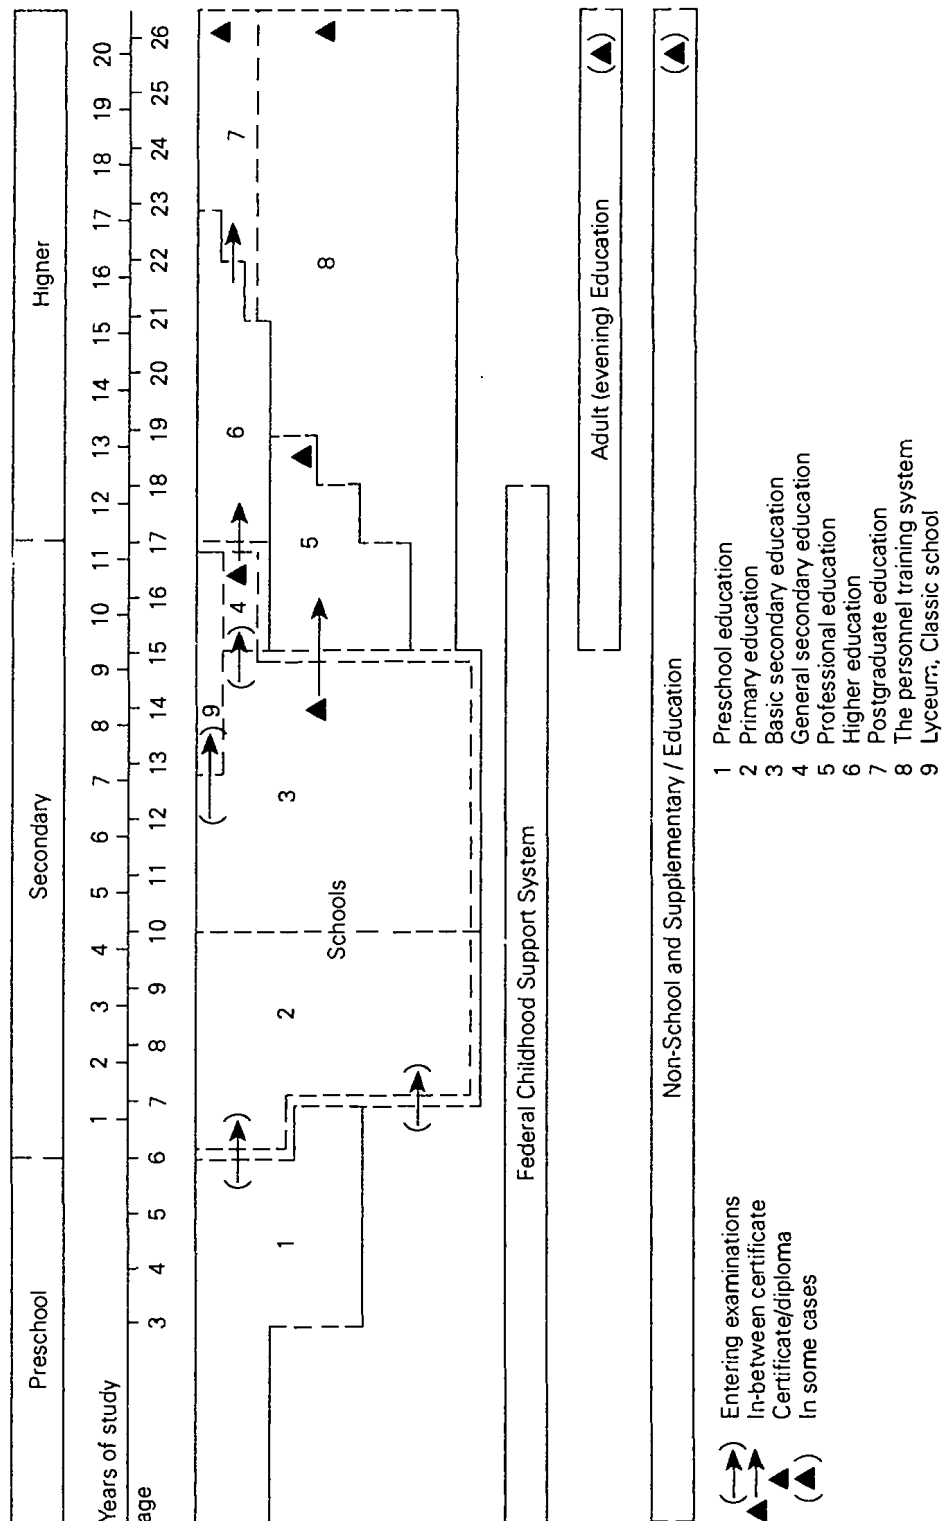 Preschool Secondary Higner
Years of study 1 2 3 4 5 6 7 8 9 10 11 12 13 14 15 16 17 18 19 20
age 3 4 5 6 7 8 9 10 11 12 13 14 15 16 17 18 19 20 21 22 23 24 25 26
1
2
3
9
4
6
7
5
8
Schools
Federal Childhood Support System
Adult (evening) Education
Non-School and Supplementary / Education
Entering examinations
In-between certificate
Certificate/diploma
In some cases
1 Preschool education
2 Primary education
3 Basic secondary education
4 General secondary education
5 Professional education
6 Higher education
7 Postgraduate education
8 The personnel training system
9 Lyceum, Classic school